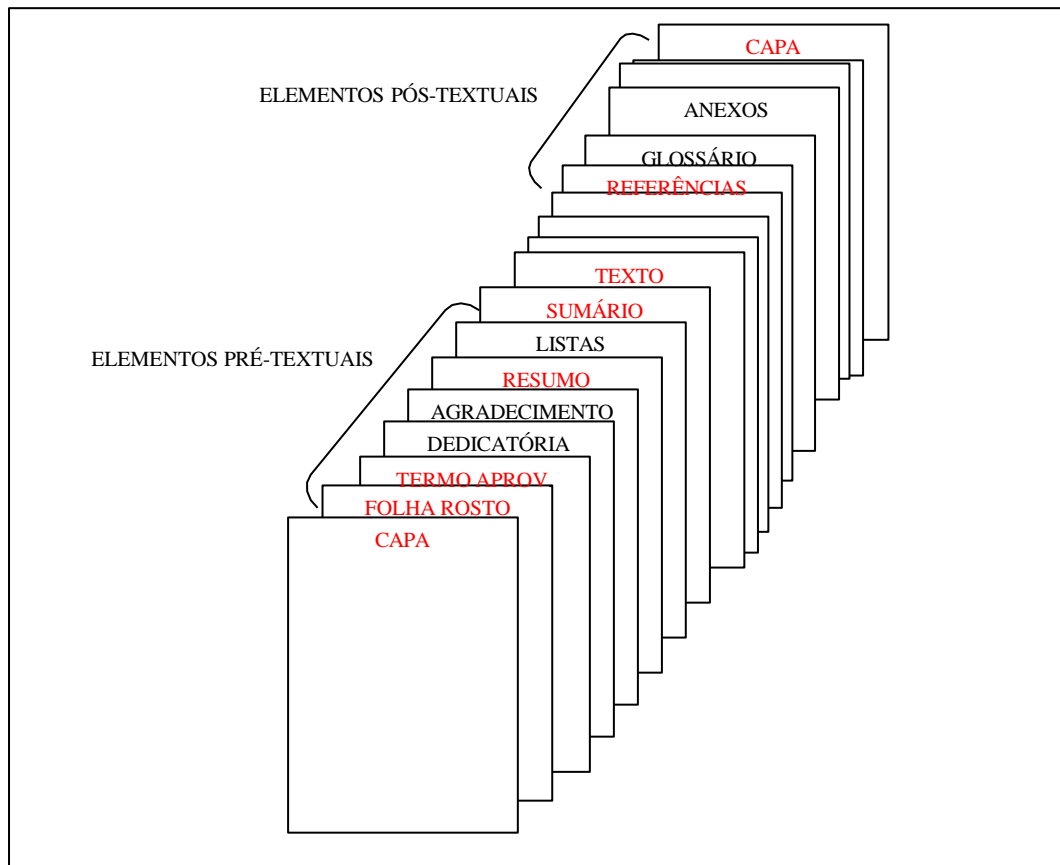 CAPA
ELEMENTOS PÓS-TEXTUAIS
ANEXOS
GLOSSÁRIO
REFERÊNCIAS
TEXTO
SUMÁRIO
LISTAS
ELEMENTOS PRÉ-TEXTUAIS
RESUMO
AGRADECIMENTO
DEDICATÓRIA
TERMO APROV
FOLHA ROSTO
CAPA